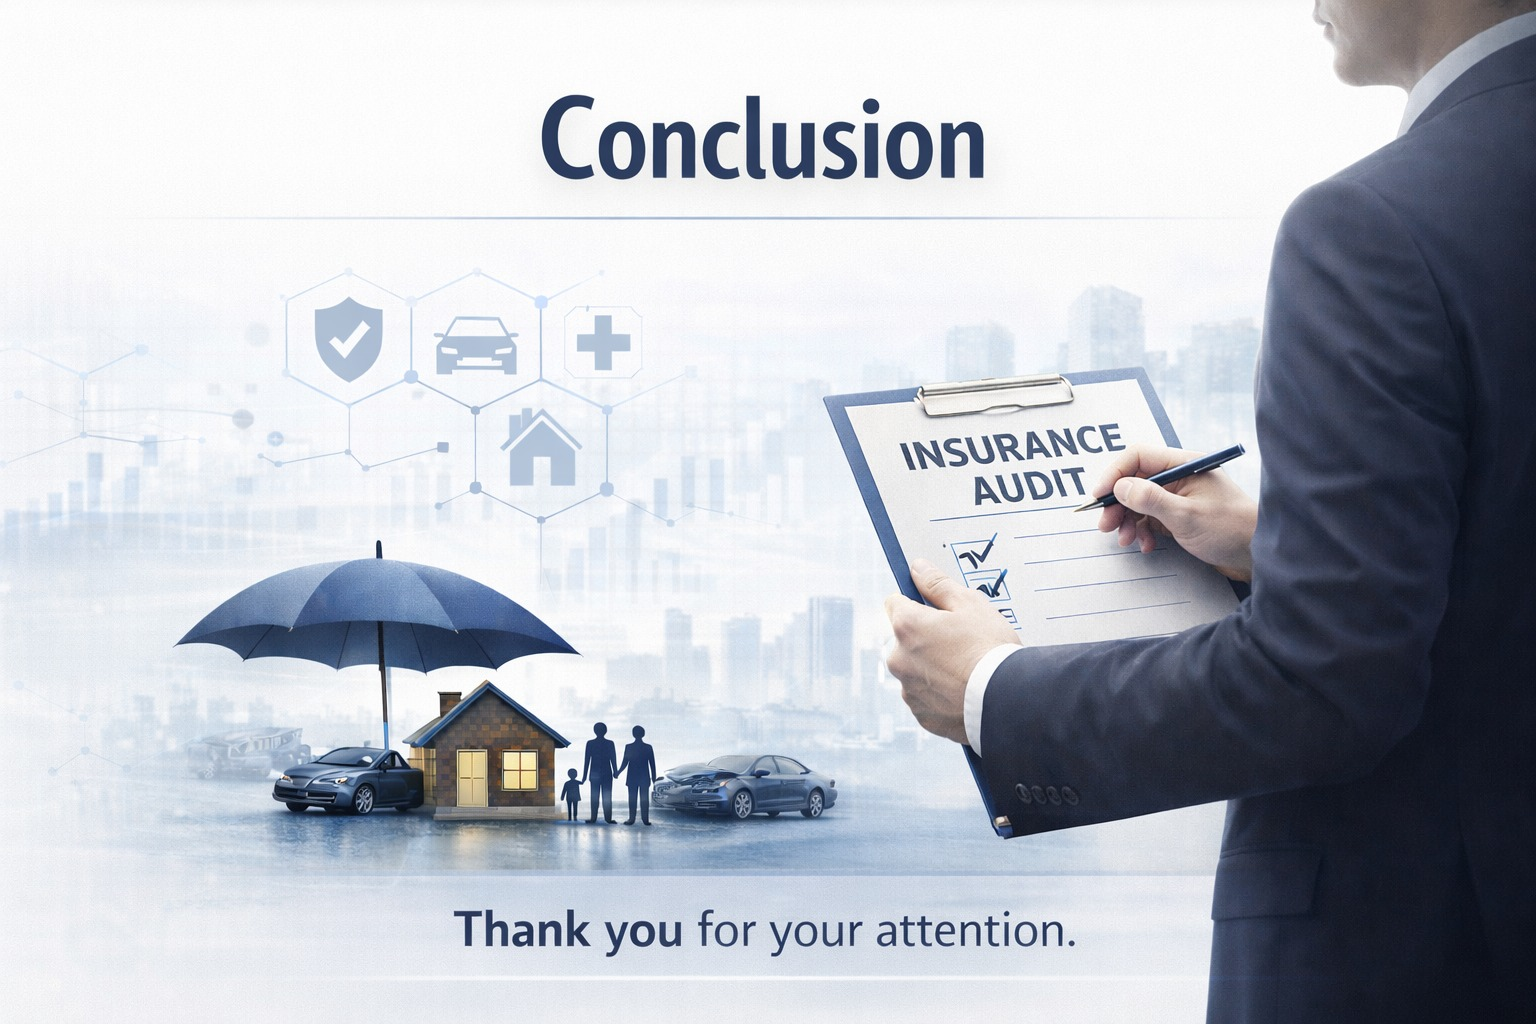 Conclusion
INSURANCE
AUDIT
Thank you for your attention.